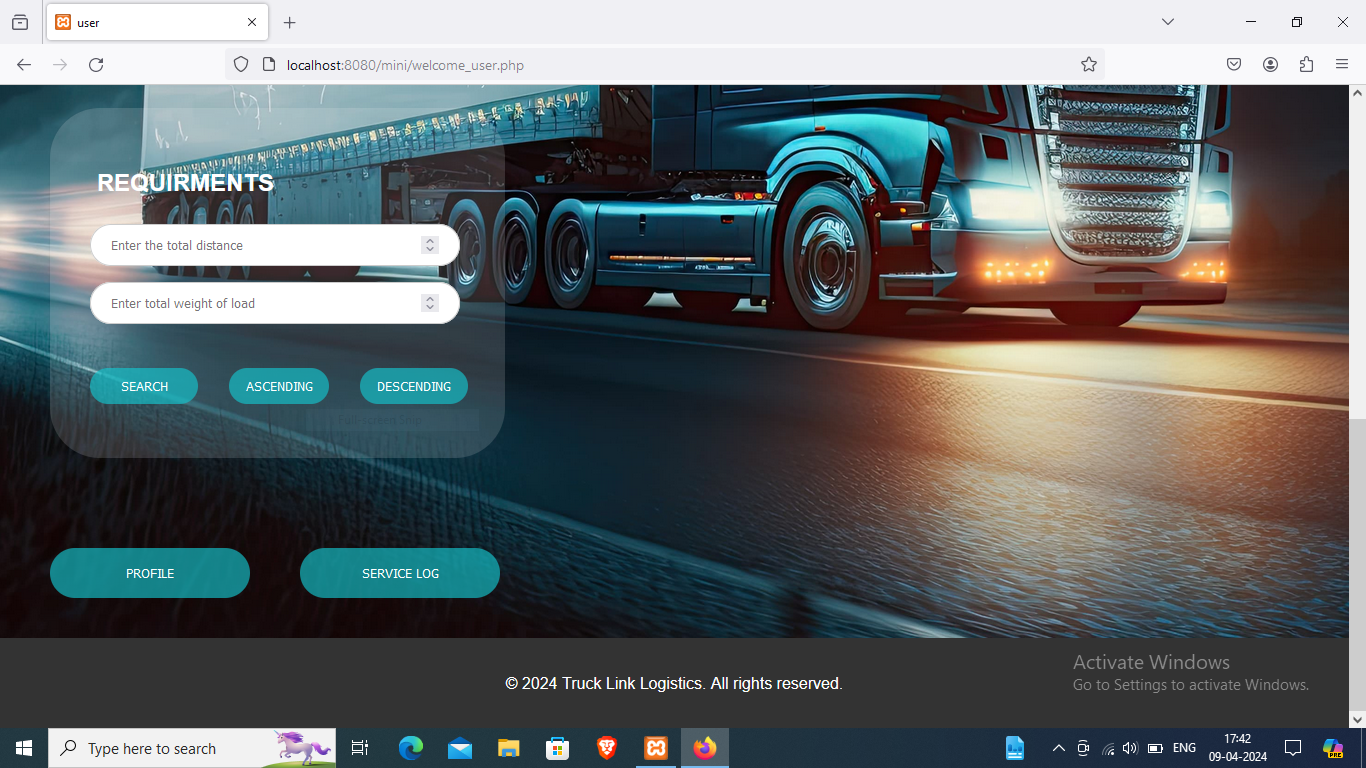 user
localhost:8080/mini/welcome_user.php
REQUIRMENTS
Enter the total distance
Enter total weight of load
SEARCH ASCENDING DESCENDING
Full-screen Snip
PROFILE SERVICE LOG
© 2024 Truck Link Logistics. All rights reserved.
Activate Windows
Go to Settings to activate Windows.
Type here to search
ENG
17:42
09-04-2024
PRE